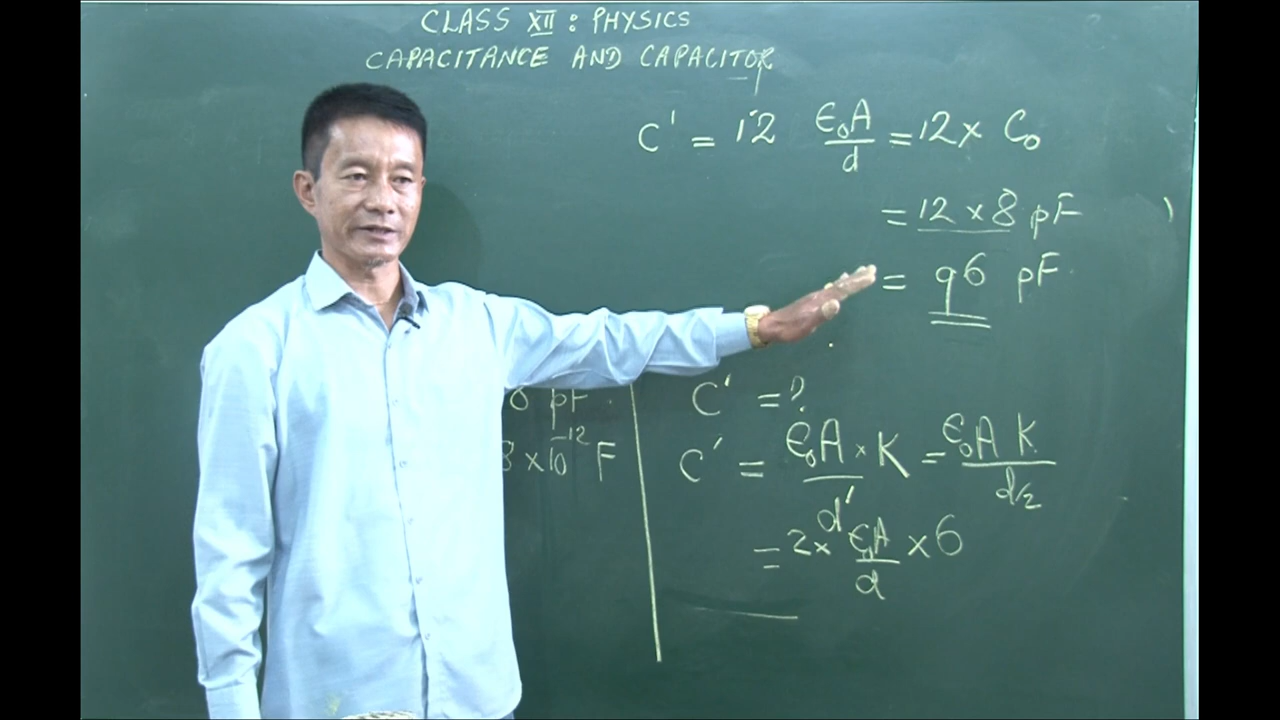 CLASS XII : PHYSICS
CAPACITANCE AND CAPACITOR
C' = 12 ε₀A/d = 12 × C₀
= 12 × 8 pF
= 96 pF
8 pF
8 × 10⁻¹² F
C' = ?
C' = ε₀A/d' × K = ε₀A K/d/2
= 2 × ε₀A/d × 6